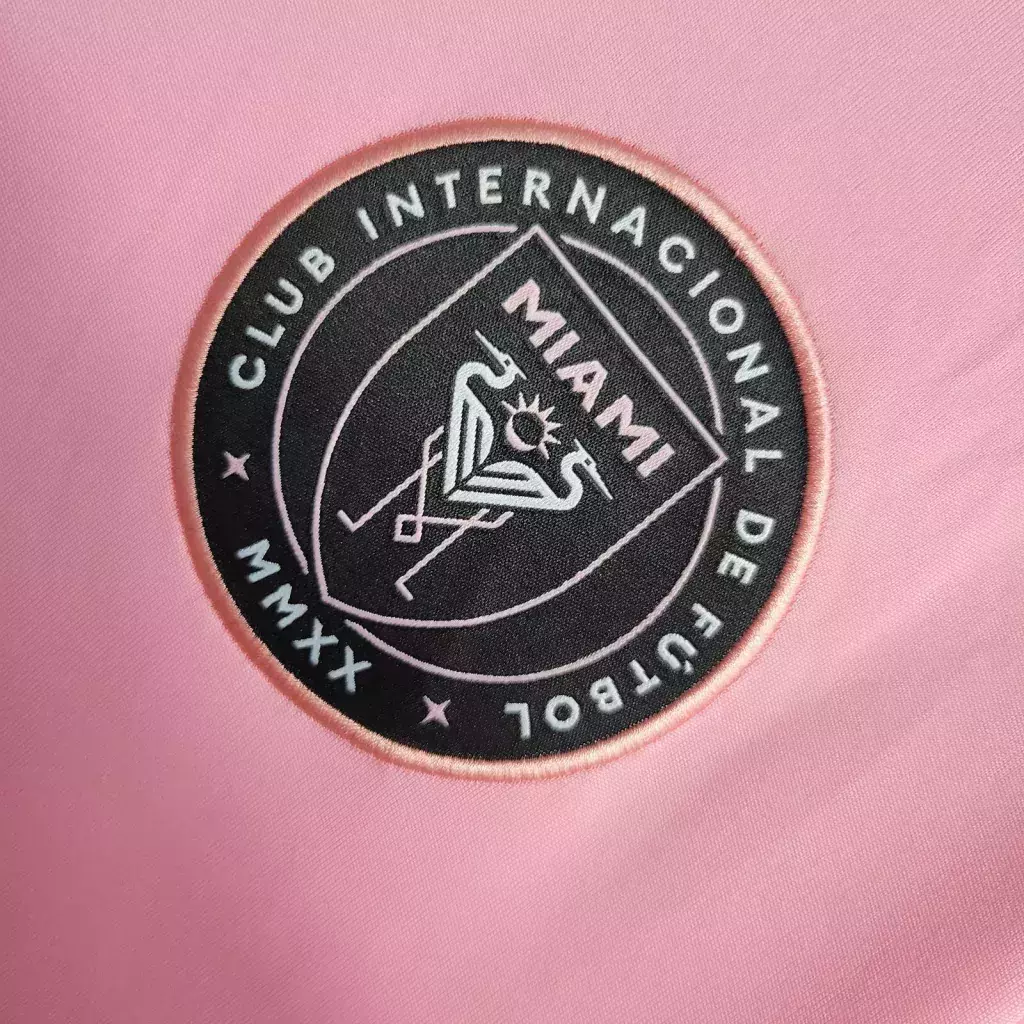 CLUB INTERNACIONAL DE FÚTBOL
MIAMI
MMXX